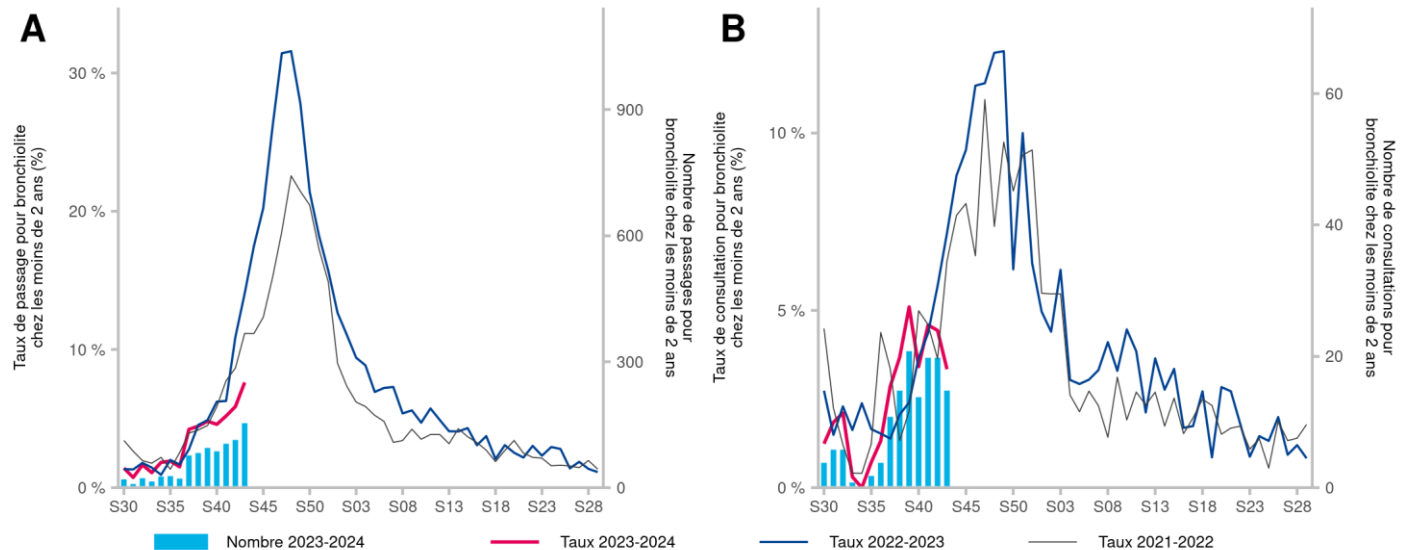 A
Taux de passage pour bronchiolite
chez les moins de 2 ans (%)
30 %
20 %
10 %
0 %
900
600
300
0
Nombre de passages pour
bronchiolite chez les moins de 2 ans
S30 S35 S40 S45 S50 S03 S08 S13 S18 S23 S28
B
Taux de consultation pour bronchiolite
chez les moins de 2 ans (%)
10 %
5 %
0 %
60
40
20
0
Nombre de consultations pour
bronchiolite chez les moins de 2 ans
S30 S35 S40 S45 S50 S03 S08 S13 S18 S23 S28
Nombre 2023-2024 Taux 2023-2024 Taux 2022-2023 Taux 2021-2022